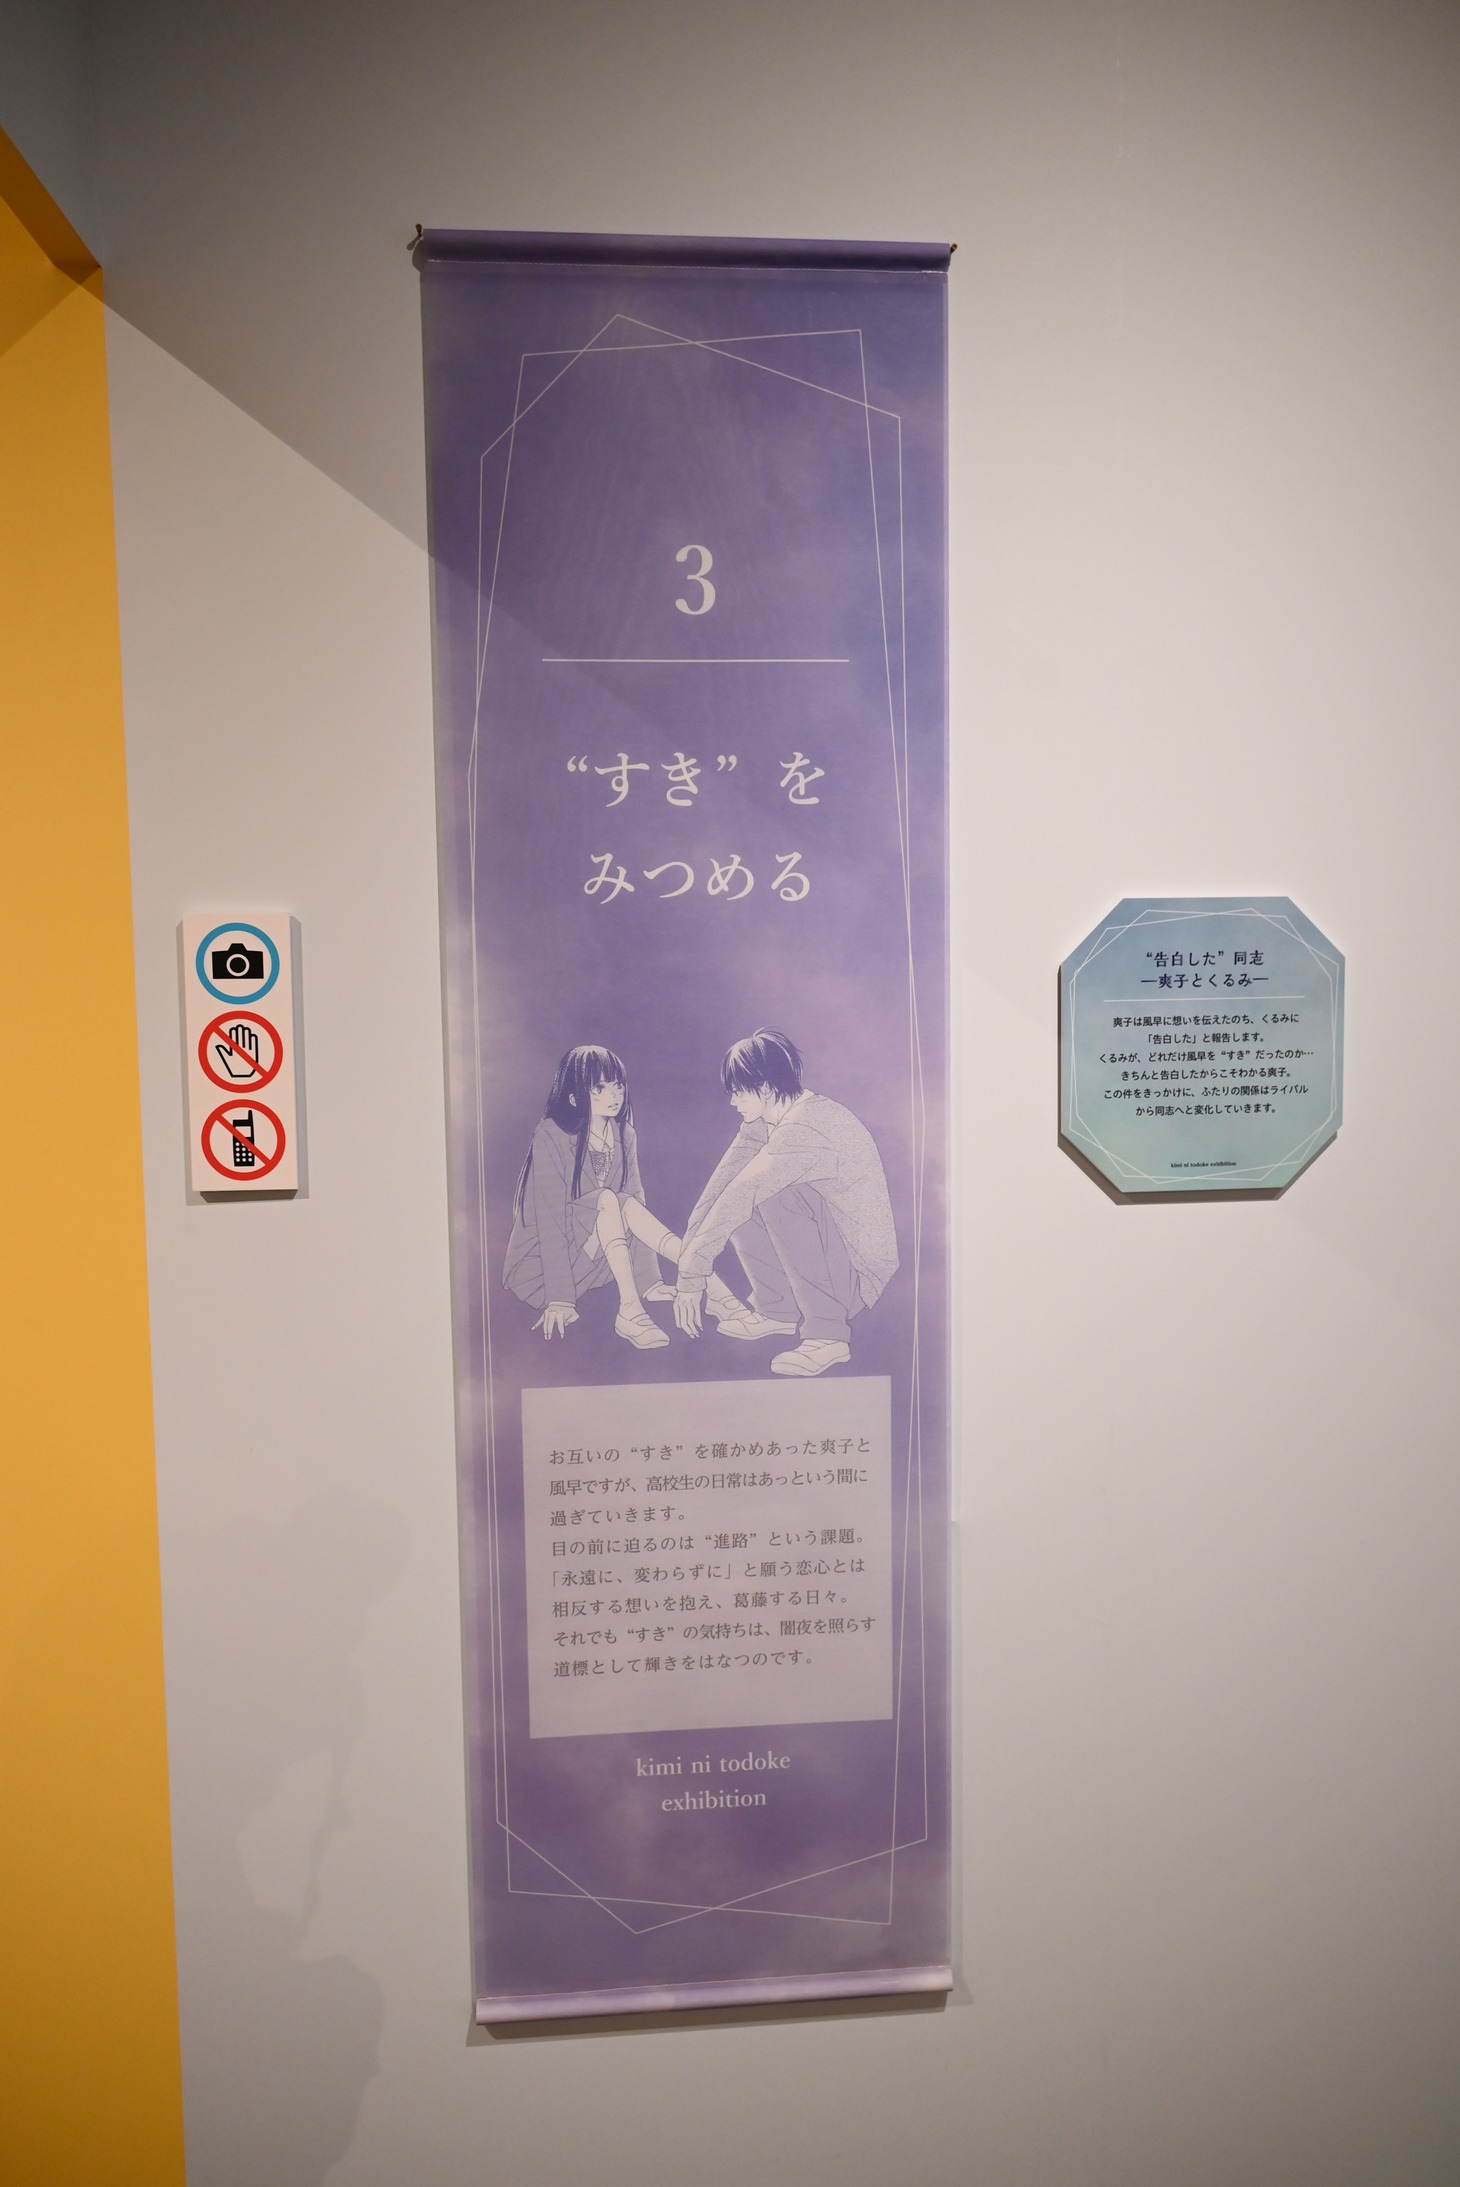 3
“すき” を
みつめる
お互いの “すき” を確かめあった爽子と
風早ですが、高校生の日常はあっという間に
過ぎていきます。
目の前に迫るのは “進路” という課題。
「永遠に、変わらずに」と願う恋心とは
相反する想いを抱え、葛藤する日々。
それでも “すき” の気持ちは、闇夜を照らす
道標として輝きをはなつのです。
kimi ni todoke
exhibition
“告白した” 同志
―爽子とくるみ―
爽子は風早に想いを伝えたのち、くるみに
「告白した」と報告します。
くるみが、どれだけ風早を “すき” だったのか…
きちんと告白したからこそわかる爽子。
この件をきっかけに、ふたりの関係はライバル
から同志へと変化していきます。
kimi ni todoke exhibition